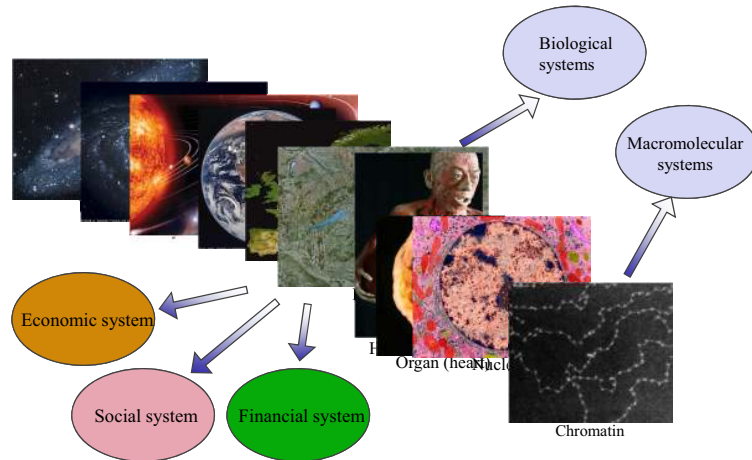 Biological
systems
Macromolecular
systems
Economic system
Social system
Financial system
Organ (heart)
Chromatin